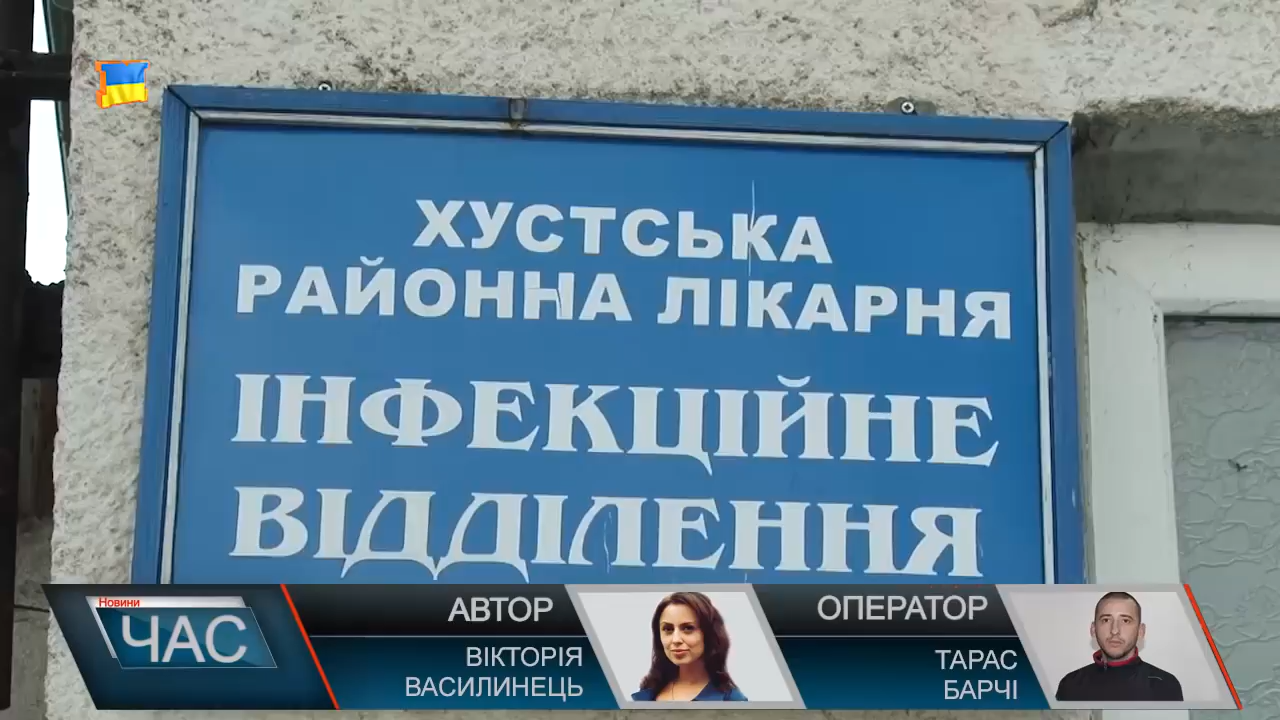 ХУСТСЬКА
РАЙОННА ЛІКАРНЯ
ІНФЕКЦІЙНЕ
ВІДДІЛЕННЯ
Новини
ЧАС
АВТОР
ВІКТОРІЯ
ВАСИЛИНЕЦЬ
ОПЕРАТОР
ТАРАС
БАРЧІ